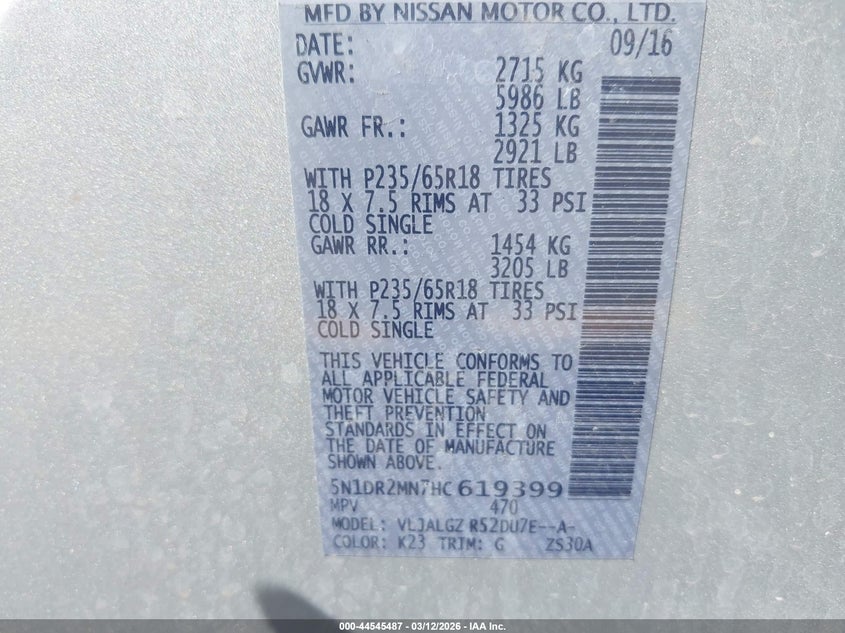 MFD BY NISSAN MOTOR CO., LTD.
DATE: 09/16
GVWR: 2715 KG
5986 LB
GAWR FR.: 1325 KG
2921 LB
WITH P235/65R18 TIRES
18 X 7.5 RIMS AT 33 PSI
COLD SINGLE
GAWR RR.: 1454 KG
3205 LB
WITH P235/65R18 TIRES
18 X 7.5 RIMS AT 33 PSI
COLD SINGLE
THIS VEHICLE CONFORMS TO
ALL APPLICABLE FEDERAL
MOTOR VEHICLE SAFETY AND
THEFT PREVENTION
STANDARDS IN EFFECT ON
THE DATE OF MANUFACTURE
SHOWN ABOVE.
5N1DR2MN7HC619399
MPV 470
MODEL: VLJALGZ R52DU7E--A-
COLOR: K23 TRIM: G ZS30A
000-44545487 - 03/12/2026 - IAA Inc.